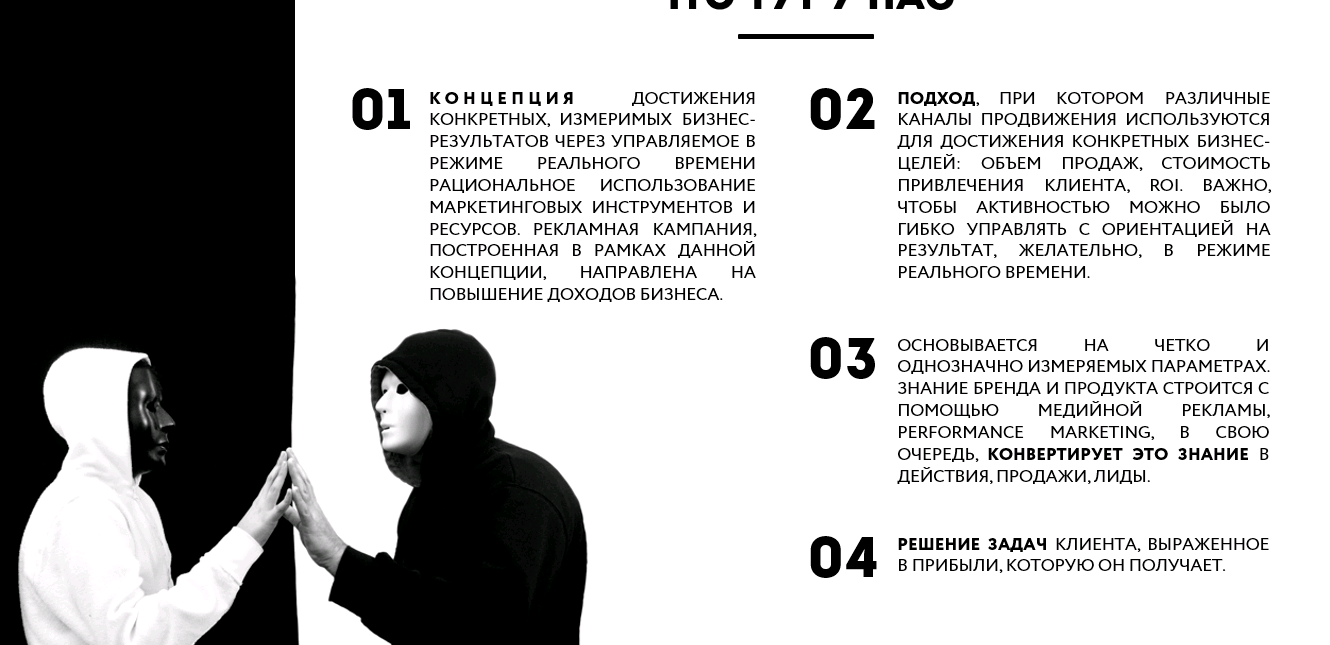 01
КОНЦЕПЦИЯ ДОСТИЖЕНИЯ
КОНКРЕТНЫХ, ИЗМЕРИМЫХ БИЗНЕС-
РЕЗУЛЬТАТОВ ЧЕРЕЗ УПРАВЛЯЕМОЕ В
РЕЖИМЕ РЕАЛЬНОГО ВРЕМЕНИ
РАЦИОНАЛЬНОЕ ИСПОЛЬЗОВАНИЕ
МАРКЕТИНГОВЫХ ИНСТРУМЕНТОВ И
РЕСУРСОВ. РЕКЛАМНАЯ КАМПАНИЯ,
ПОСТРОЕННАЯ В РАМКАХ ДАННОЙ
КОНЦЕПЦИИ, НАПРАВЛЕНА НА
ПОВЫШЕНИЕ ДОХОДОВ БИЗНЕСА.
02
ПОДХОД, ПРИ КОТОРОМ РАЗЛИЧНЫЕ
КАНАЛЫ ПРОДВИЖЕНИЯ ИСПОЛЬЗУЮТСЯ
ДЛЯ ДОСТИЖЕНИЯ КОНКРЕТНЫХ БИЗНЕС-
ЦЕЛЕЙ: ОБЪЕМ ПРОДАЖ, СТОИМОСТЬ
ПРИВЛЕЧЕНИЯ КЛИЕНТА, ROI. ВАЖНО,
ЧТОБЫ АКТИВНОСТЬЮ МОЖНО БЫЛО
ГИБКО УПРАВЛЯТЬ С ОРИЕНТАЦИЕЙ НА
РЕЗУЛЬТАТ, ЖЕЛАТЕЛЬНО, В РЕЖИМЕ
РЕАЛЬНОГО ВРЕМЕНИ.
03
ОСНОВЫВАЕТСЯ НА ЧЕТКО И
ОДНОЗНАЧНО ИЗМЕРЯЕМЫХ ПАРАМЕТРАХ.
ЗНАНИЕ БРЕНДА И ПРОДУКТА СТРОИТСЯ С
ПОМОЩЬЮ МЕДИЙНОЙ РЕКЛАМЫ,
PERFORMANCE MARKETING, В СВОЮ
ОЧЕРЕДЬ, КОНВЕРТИРУЕТ ЭТО ЗНАНИЕ В
ДЕЙСТВИЯ, ПРОДАЖИ, ЛИДЫ.
04
РЕШЕНИЕ ЗАДАЧ КЛИЕНТА, ВЫРАЖЕННОЕ
В ПРИБЫЛИ, КОТОРУЮ ОН ПОЛУЧАЕТ.